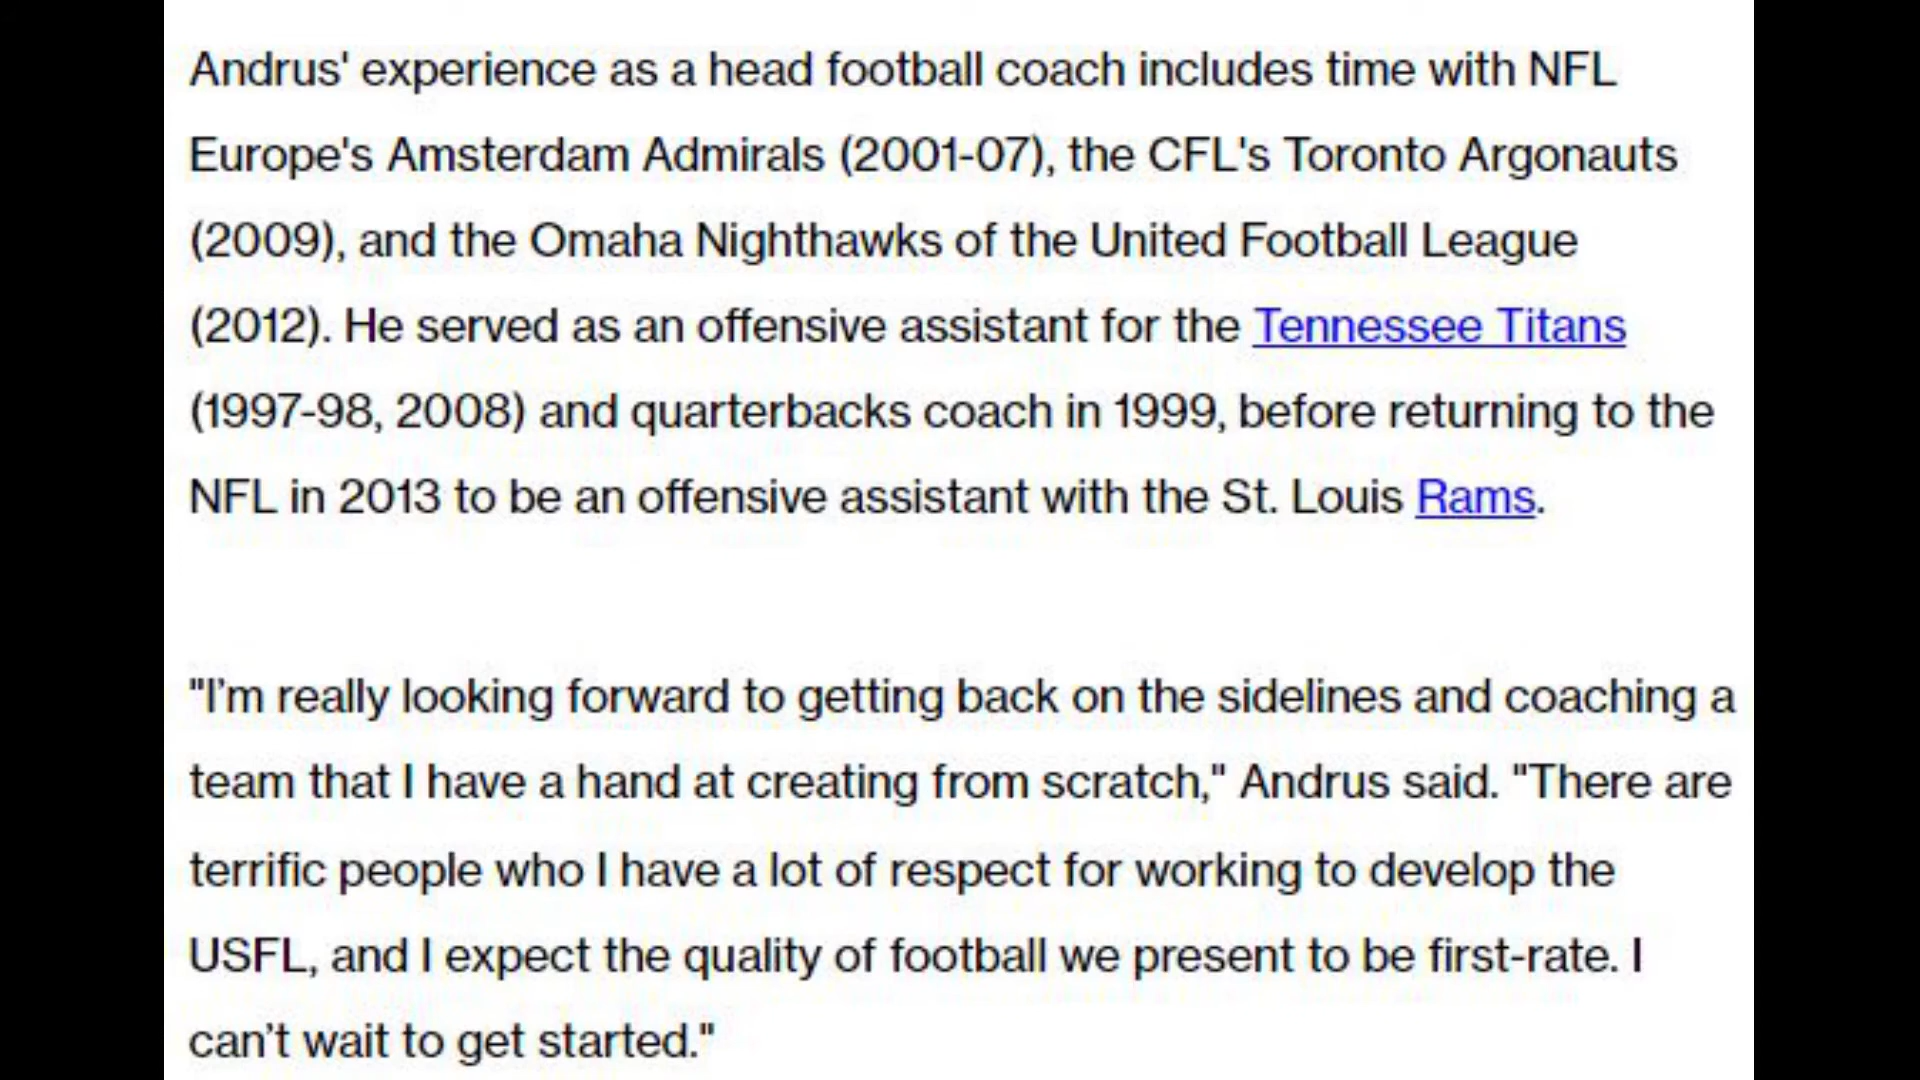 Andrus' experience as a head football coach includes time with NFL
Europe's Amsterdam Admirals (2001-07), the CFL's Toronto Argonauts
(2009), and the Omaha Nighthawks of the United Football League
(2012). He served as an offensive assistant for the Tennessee Titans
(1997-98, 2008) and quarterbacks coach in 1999, before returning to the
NFL in 2013 to be an offensive assistant with the St. Louis Rams.
"I’m really looking forward to getting back on the sidelines and coaching a
team that I have a hand at creating from scratch," Andrus said. "There are
terrific people who I have a lot of respect for working to develop the
USFL, and I expect the quality of football we present to be first-rate. I
can’t wait to get started."